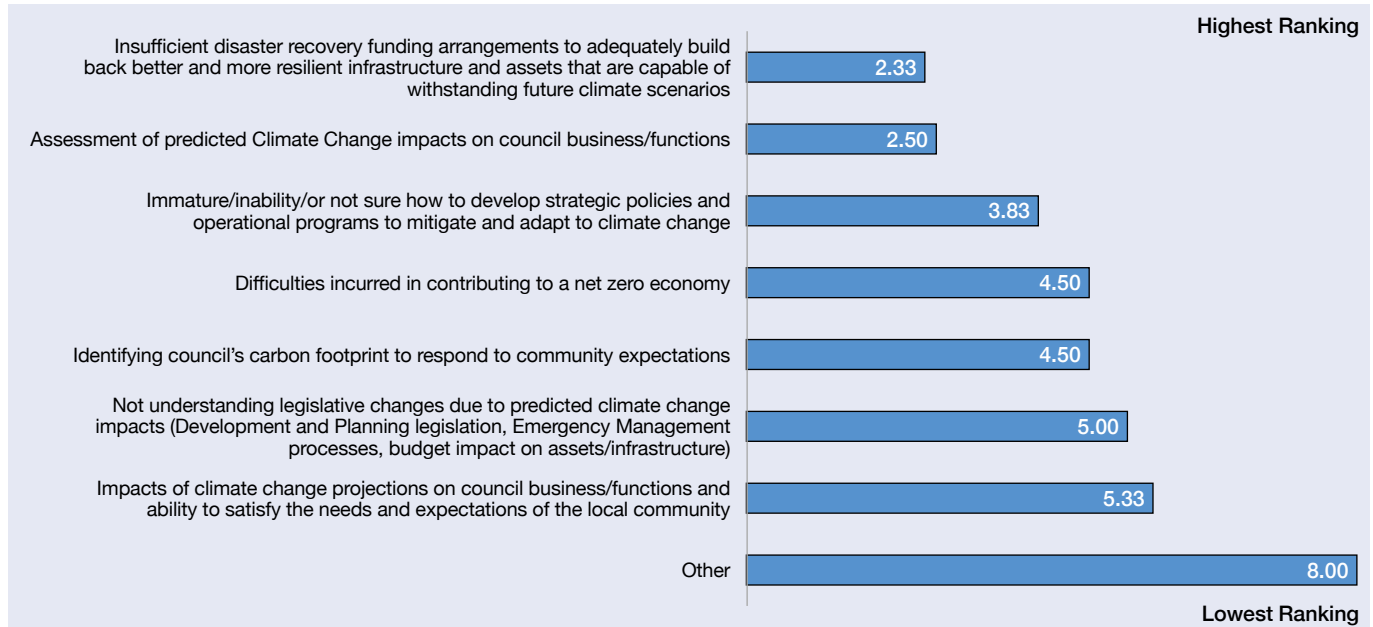 Highest Ranking
Insufficient disaster recovery funding arrangements to adequately build
back better and more resilient infrastructure and assets that are capable of
withstanding future climate scenarios
2.33
Assessment of predicted Climate Change impacts on council business/functions
2.50
Immature/inability/or not sure how to develop strategic policies and
operational programs to mitigate and adapt to climate change
3.83
Difficulties incurred in contributing to a net zero economy
4.50
Identifying council’s carbon footprint to respond to community expectations
4.50
Not understanding legislative changes due to predicted climate change
impacts (Development and Planning legislation, Emergency Management
processes, budget impact on assets/infrastructure)
5.00
Impacts of climate change projections on council business/functions and
ability to satisfy the needs and expectations of the local community
5.33
Other
8.00
Lowest Ranking